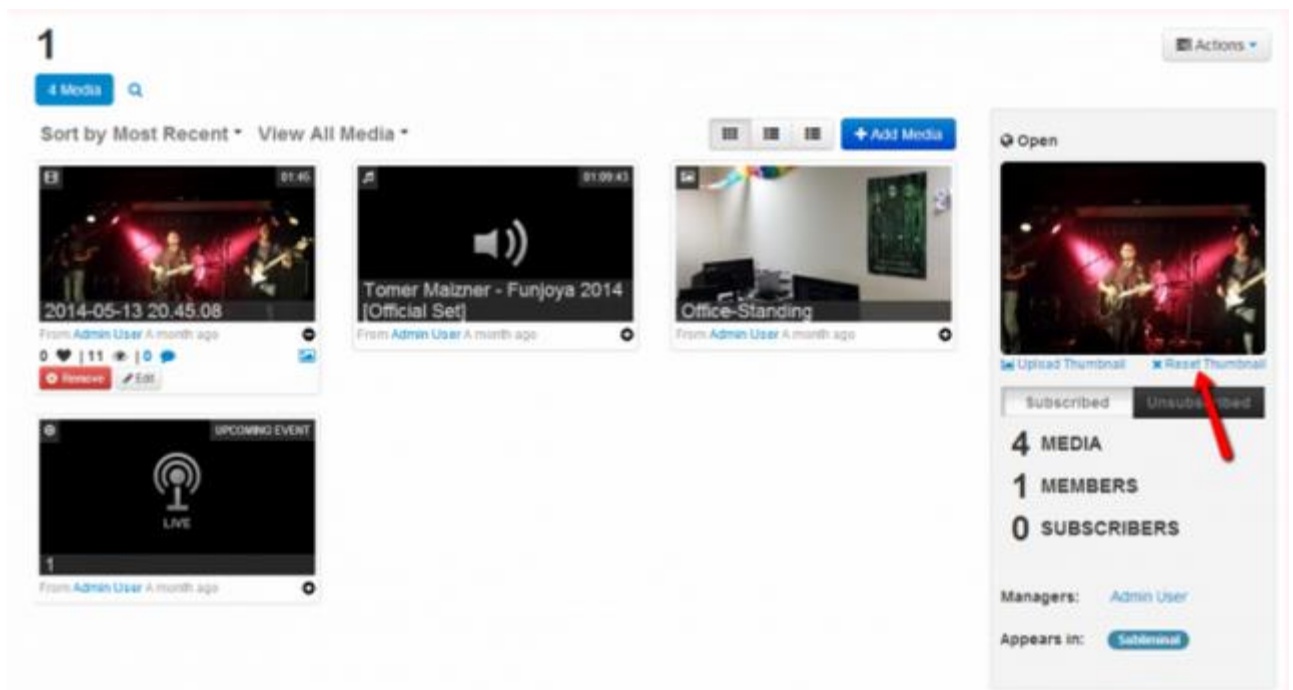 1
Actions
4 Media
Sort by Most Recent View All Media
+ Add Media
Open
01:45
2014-05-13 20.45.08
From Admin User A month ago
0 | 11 | 0
Remove Edit
01:09:43
Tomer Maizner - Funjoya 2014
[Official Set]
From Admin User A month ago
Office-Standing
From Admin User A month ago
UPCOMING EVENT
LIVE
1
From Admin User A month ago
Upload Thumbnail Reset Thumbnail
Subscribed Unsubscribed
4 MEDIA
1 MEMBERS
0 SUBSCRIBERS
Managers: Admin User
Appears in: Subliminal